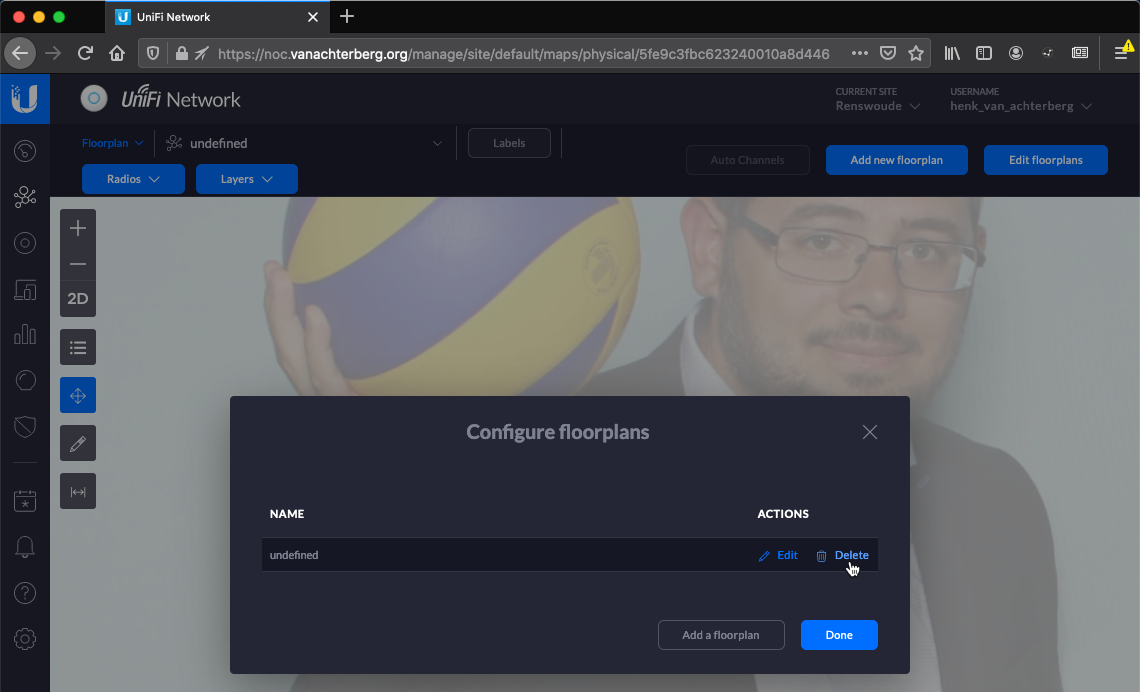 UniFi Network
https://noc.vanachterberg.org/manage/site/default/maps/physical/5fe9c3fbc623240010a8d446
UniFi Network
CURRENT SITE
Renswoude
USERNAME
henk_van_achterberg
Floorplan
undefined
Labels
Auto Channels
Add new floorplan
Edit floorplans
Radios
Layers
2D
Configure floorplans
NAME
ACTIONS
undefined
Edit
Delete
Add a floorplan
Done